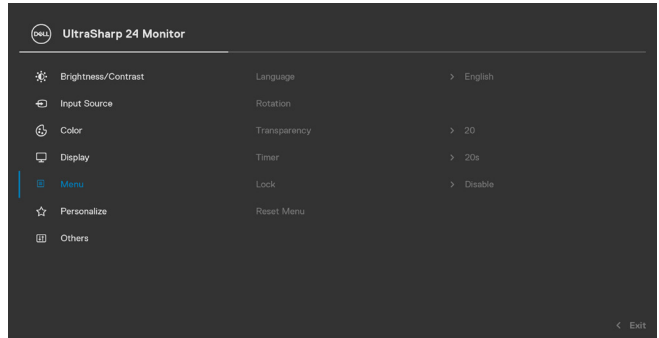 DELL UltraSharp 24 Monitor
Brightness/Contrast Language > English
Input Source Rotation
Color Transparency > 20
Display Timer > 20s
Menu Lock > Disable
Personalize Reset Menu
Others
< Exit